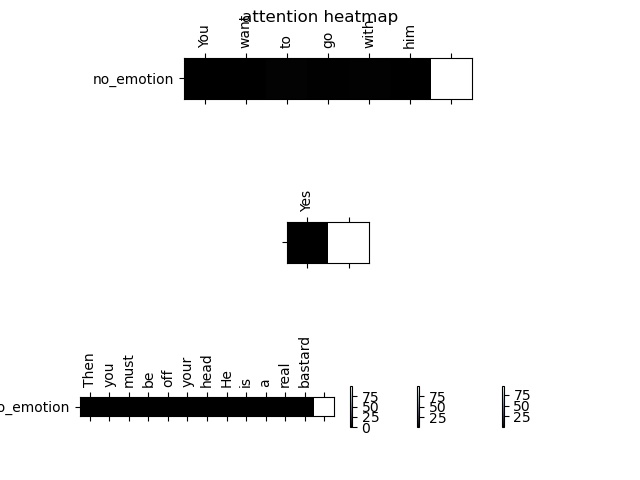 attention heatmap
You want to go with him
no_emotion
Yes
Then you must be off your head He is a real bastard
o_emotion
75 75 75
50 50 50
25 25 25
0